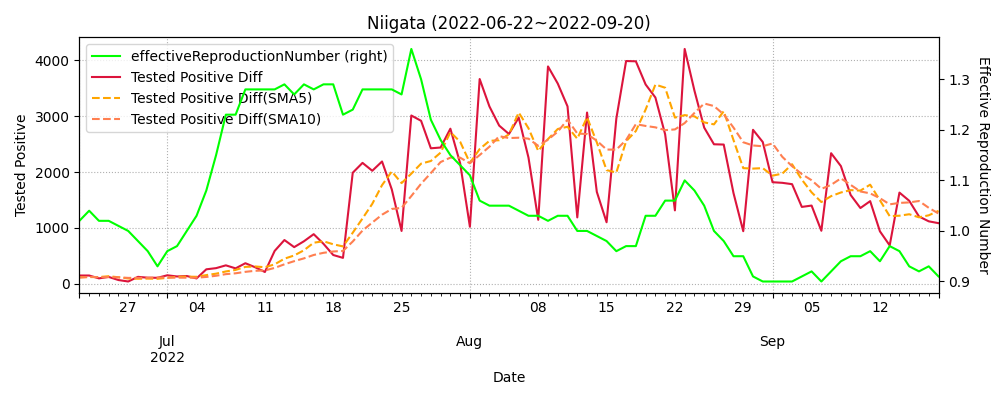 Niigata (2022-06-22~2022-09-20)
effectiveReproductionNumber (right)
Tested Positive Diff
Tested Positive Diff(SMA5)
Tested Positive Diff(SMA10)
Tested Positive
4000
3000
2000
1000
0
Effective Reproduction Number
1.3
1.2
1.1
1.0
0.9
27 04 11 18 25 08 15 22 29 05 12
Jul Aug Sep
2022
Date